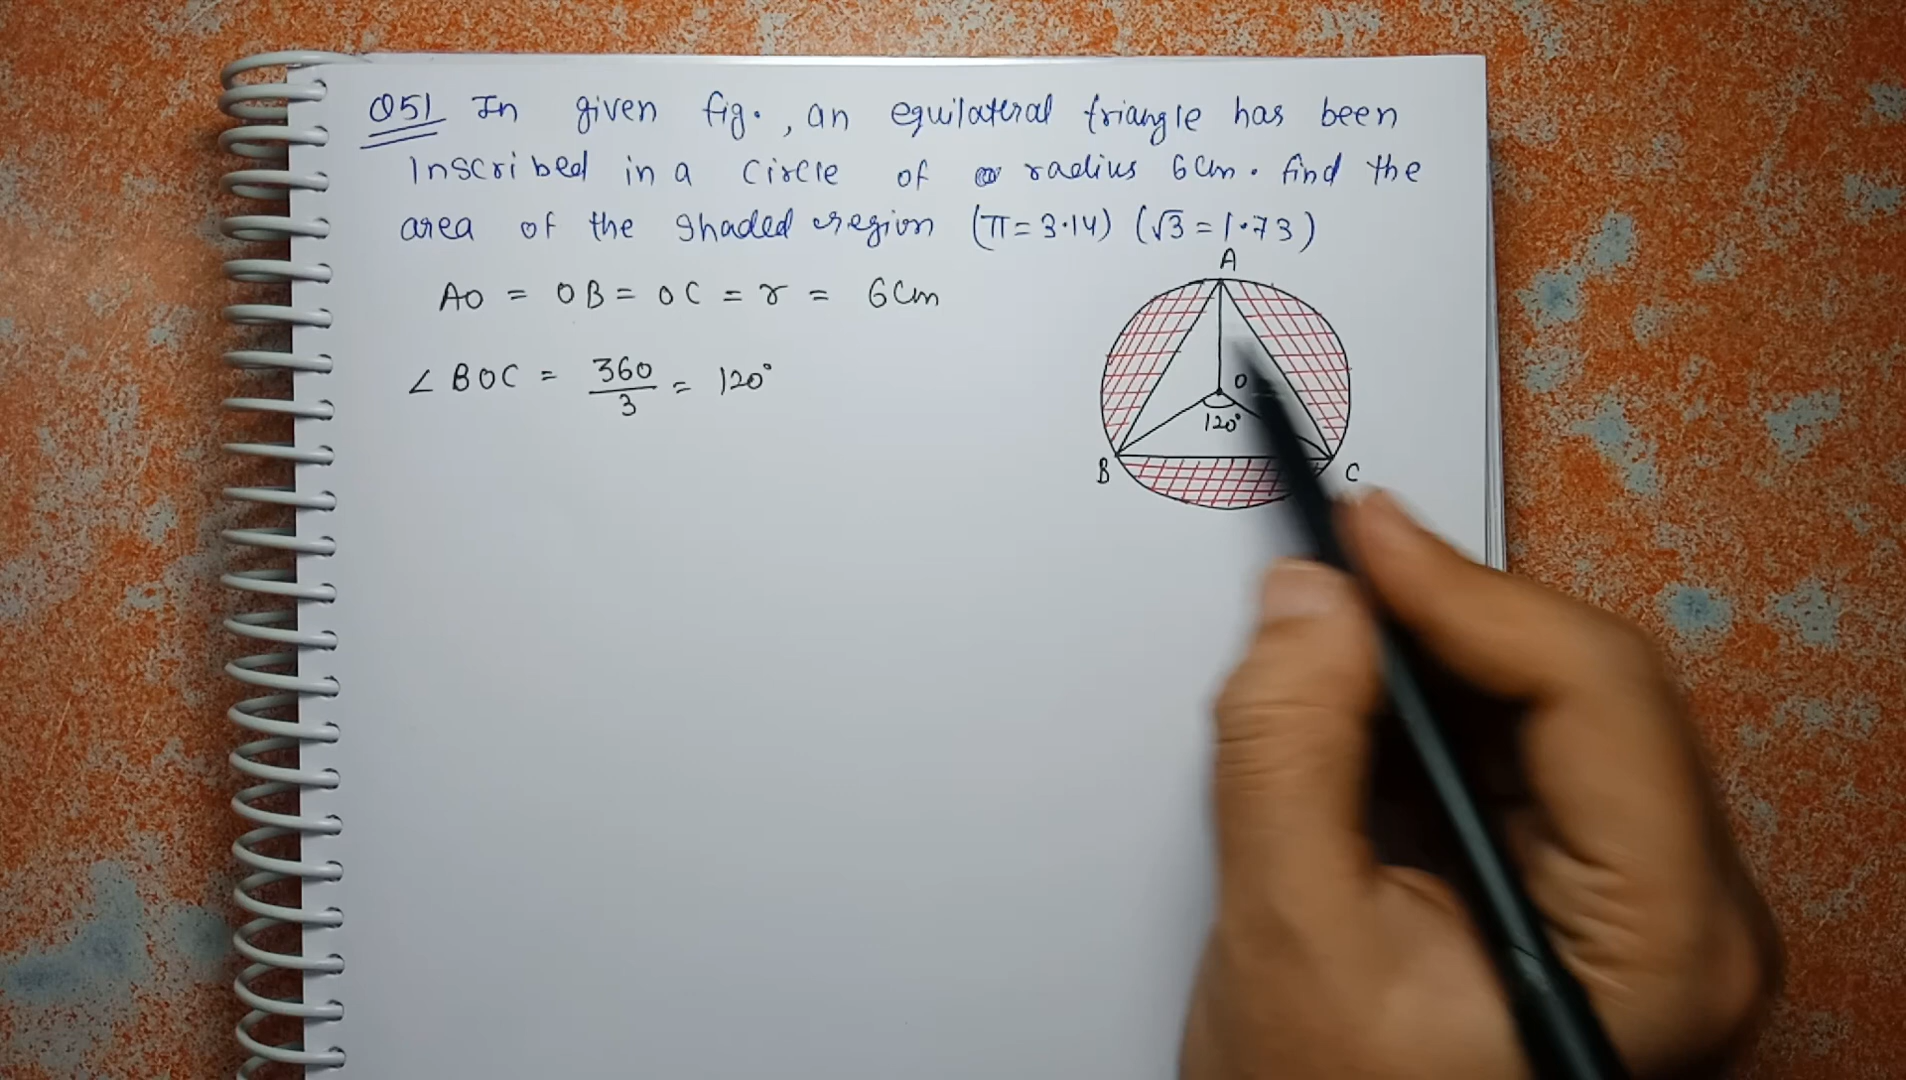 Q51 In given fig., an equilateral triangle has been
Inscribed in a circle of radius 6cm. find the
area of the shaded region (π = 3.14) (√3 = 1.73)
AO = OB = OC = r = 6cm
∠BOC = 360/3 = 120°
A
O
120°
B
C